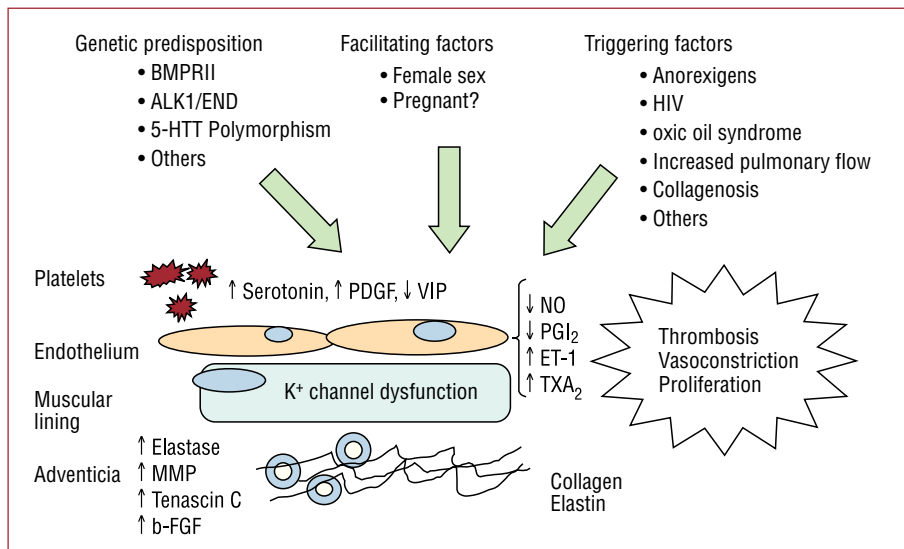 Genetic predisposition
• BMPRII
• ALK1/END
• 5-HTT Polymorphism
• Others
Facilitating factors
• Female sex
• Pregnant?
Triggering factors
• Anorexigens
• HIV
• oxic oil syndrome
• Increased pulmonary flow
• Collagenosis
• Others
Platelets
↑ Serotonin, ↑ PDGF, ↓ VIP
Endothelium
↓ NO
↓ PGI₂
↑ ET-1
↑ TXA₂
Thrombosis
Vasoconstriction
Proliferation
Muscular
lining
K⁺ channel dysfunction
Adventicia
↑ Elastase
↑ MMP
↑ Tenascin C
↑ b-FGF
Collagen
Elastin